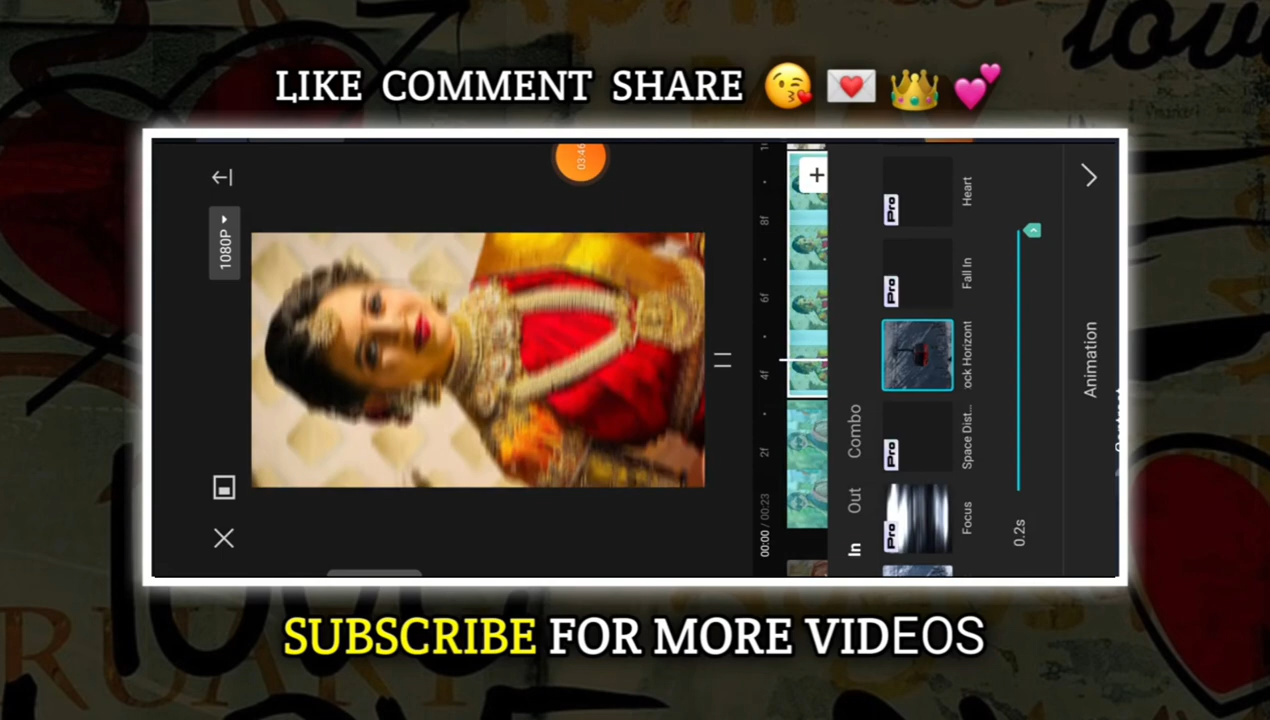 LIKE COMMENT SHARE 😘 💌 👑 💕
1080P
03:46
00:00 / 00:23
2f
4f
6f
8f
In
Out
Combo
Pro
Focus
Pro
Space Dist...
ock Horizont
Pro
Fall In
Pro
Heart
0.2s
Animation
SUBSCRIBE FOR MORE VIDEOS
love